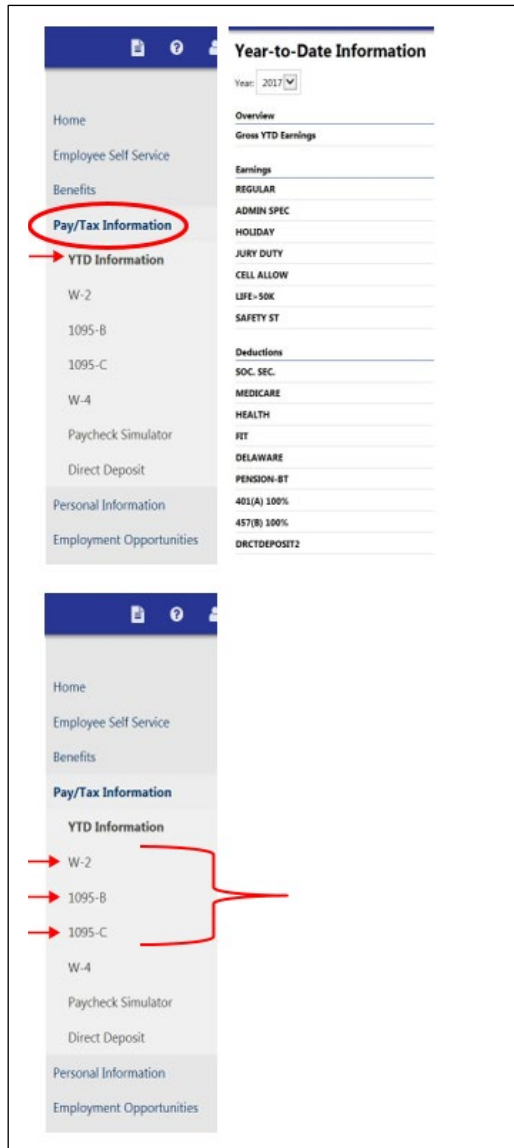 Home
Employee Self Service
Benefits
Pay/Tax Information
YTD Information
W-2
1095-B
1095-C
W-4
Paycheck Simulator
Direct Deposit
Personal Information
Employment Opportunities
Year-to-Date Information
Year: 2017
Overview
Gross YTD Earnings
Earnings
REGULAR
ADMIN SPEC
HOLIDAY
JURY DUTY
CELL ALLOW
LIFE>50K
SAFETY ST
Deductions
SOC. SEC.
MEDICARE
HEALTH
FIT
DELAWARE
PENSION-BT
401(A) 100%
457(B) 100%
DRCTDEPOSIT2
Home
Employee Self Service
Benefits
Pay/Tax Information
YTD Information
W-2
1095-B
1095-C
W-4
Paycheck Simulator
Direct Deposit
Personal Information
Employment Opportunities